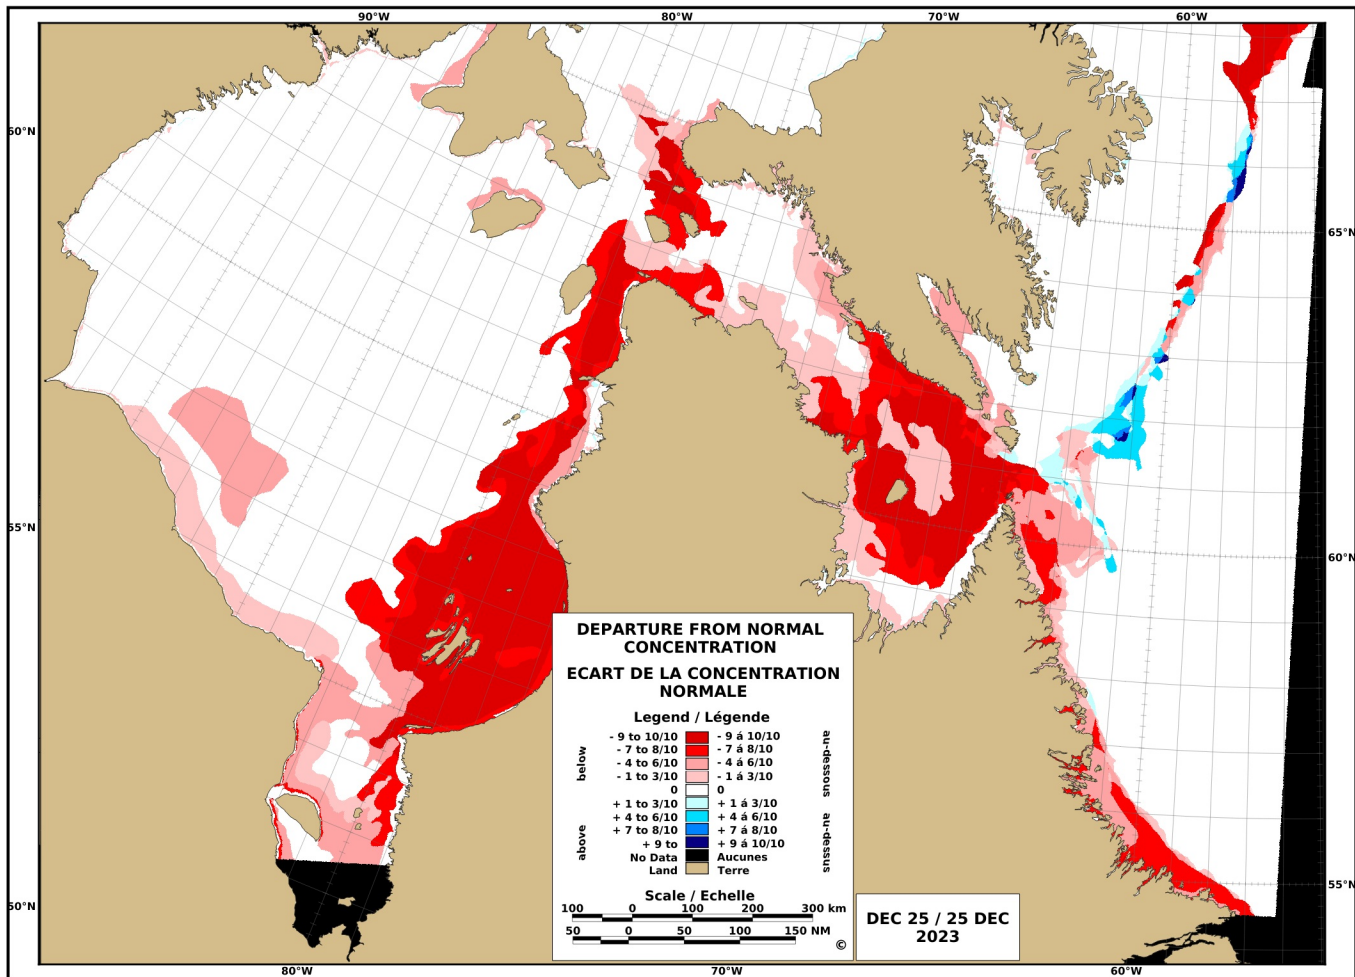 90°W 80°W 70°W 60°W
60°N
65°N
55°N
60°N
50°N
55°N
80°W 70°W 60°W
DEPARTURE FROM NORMAL
CONCENTRATION
ECART DE LA CONCENTRATION
NORMALE
Legend / Légende
below
au-dessous
- 9 to 10/10 - 9 á 10/10
- 7 to 8/10 - 7 á 8/10
- 4 to 6/10 - 4 á 6/10
- 1 to 3/10 - 1 á 3/10
0 0
above
au-dessus
+ 1 to 3/10 + 1 á 3/10
+ 4 to 6/10 + 4 á 6/10
+ 7 to 8/10 + 7 á 8/10
+ 9 to + 9 á 10/10
No Data Aucunes
Land Terre
Scale / Echelle
100 0 100 200 300 km
50 0 50 100 150 NM
©
DEC 25 / 25 DEC
2023